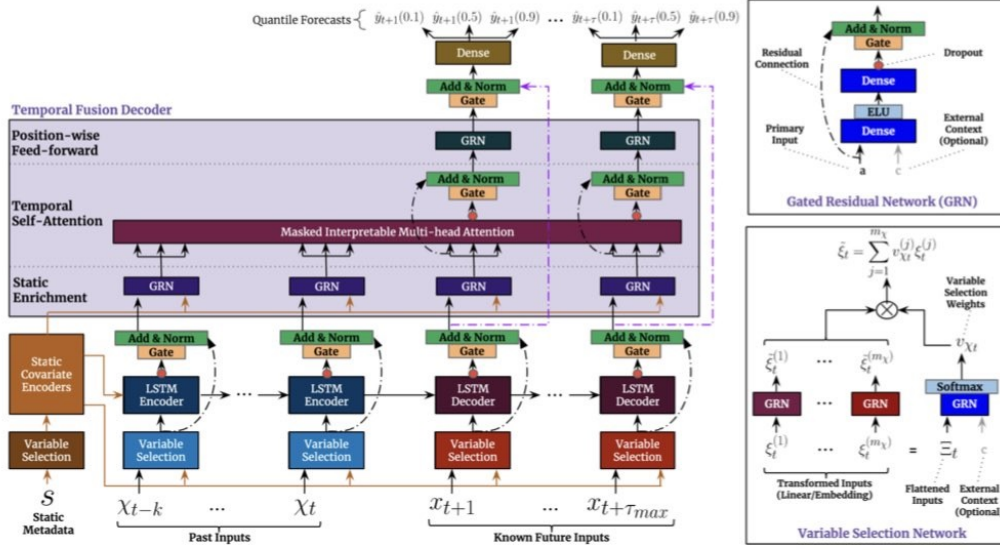 Quantile Forecasts { ŷt+1(0.1) ŷt+1(0.5) ŷt+1(0.9) ... ŷt+τ(0.1) ŷt+τ(0.5) ŷt+τ(0.9)
Dense Dense
Add & Norm Add & Norm
Gate Gate
Temporal Fusion Decoder
Position-wise
Feed-forward
GRN GRN
Add & Norm Add & Norm
Gate Gate
Temporal
Self-Attention
Masked Interpretable Multi-head Attention
Static
Enrichment
GRN GRN GRN GRN
Add & Norm Add & Norm Add & Norm Add & Norm
Gate Gate Gate Gate
Static
Covariate
Encoders
LSTM
Encoder
...
LSTM
Encoder
LSTM
Decoder
...
LSTM
Decoder
Variable
Selection
Variable
Selection
Variable
Selection
Variable
Selection
Variable
Selection
s
Static
Metadata
χt−k ... χt xt+1 ... xt+τmax
Past Inputs Known Future Inputs
Add & Norm
Gate
Residual
Connection
Dropout
Dense
ELU
Dense
Primary
Input
External
Context
(Optional)
a c
Gated Residual Network (GRN)
ξ̃t = ∑ j=1 mχ vχt(j) ξ̃t(j)
Variable
Selection
Weights
vχt
ξ̃t(1) ... ξ̃t(mχ)
Softmax
GRN ... GRN GRN
ξt(1) ... ξt(mχ) = Ξt c
Transformed Inputs
(Linear/Embedding)
Flattened
Inputs
External
Context
(Optional)
Variable Selection Network